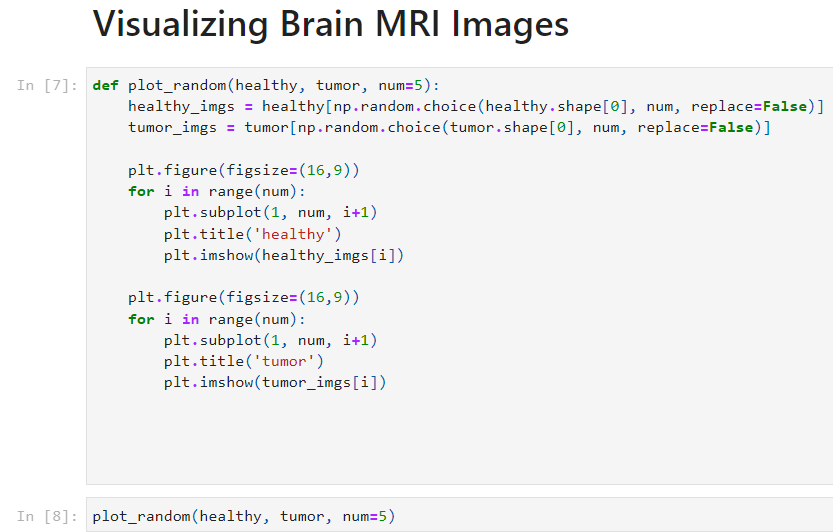 Visualizing Brain MRI Images
In [7]: def plot_random(healthy, tumor, num=5):
    healthy_imgs = healthy[np.random.choice(healthy.shape[0], num, replace=False)]
    tumor_imgs = tumor[np.random.choice(tumor.shape[0], num, replace=False)]
    plt.figure(figsize=(16,9))
    for i in range(num):
        plt.subplot(1, num, i+1)
        plt.title('healthy')
        plt.imshow(healthy_imgs[i])
    plt.figure(figsize=(16,9))
    for i in range(num):
        plt.subplot(1, num, i+1)
        plt.title('tumor')
        plt.imshow(tumor_imgs[i])
In [8]: plot_random(healthy, tumor, num=5)